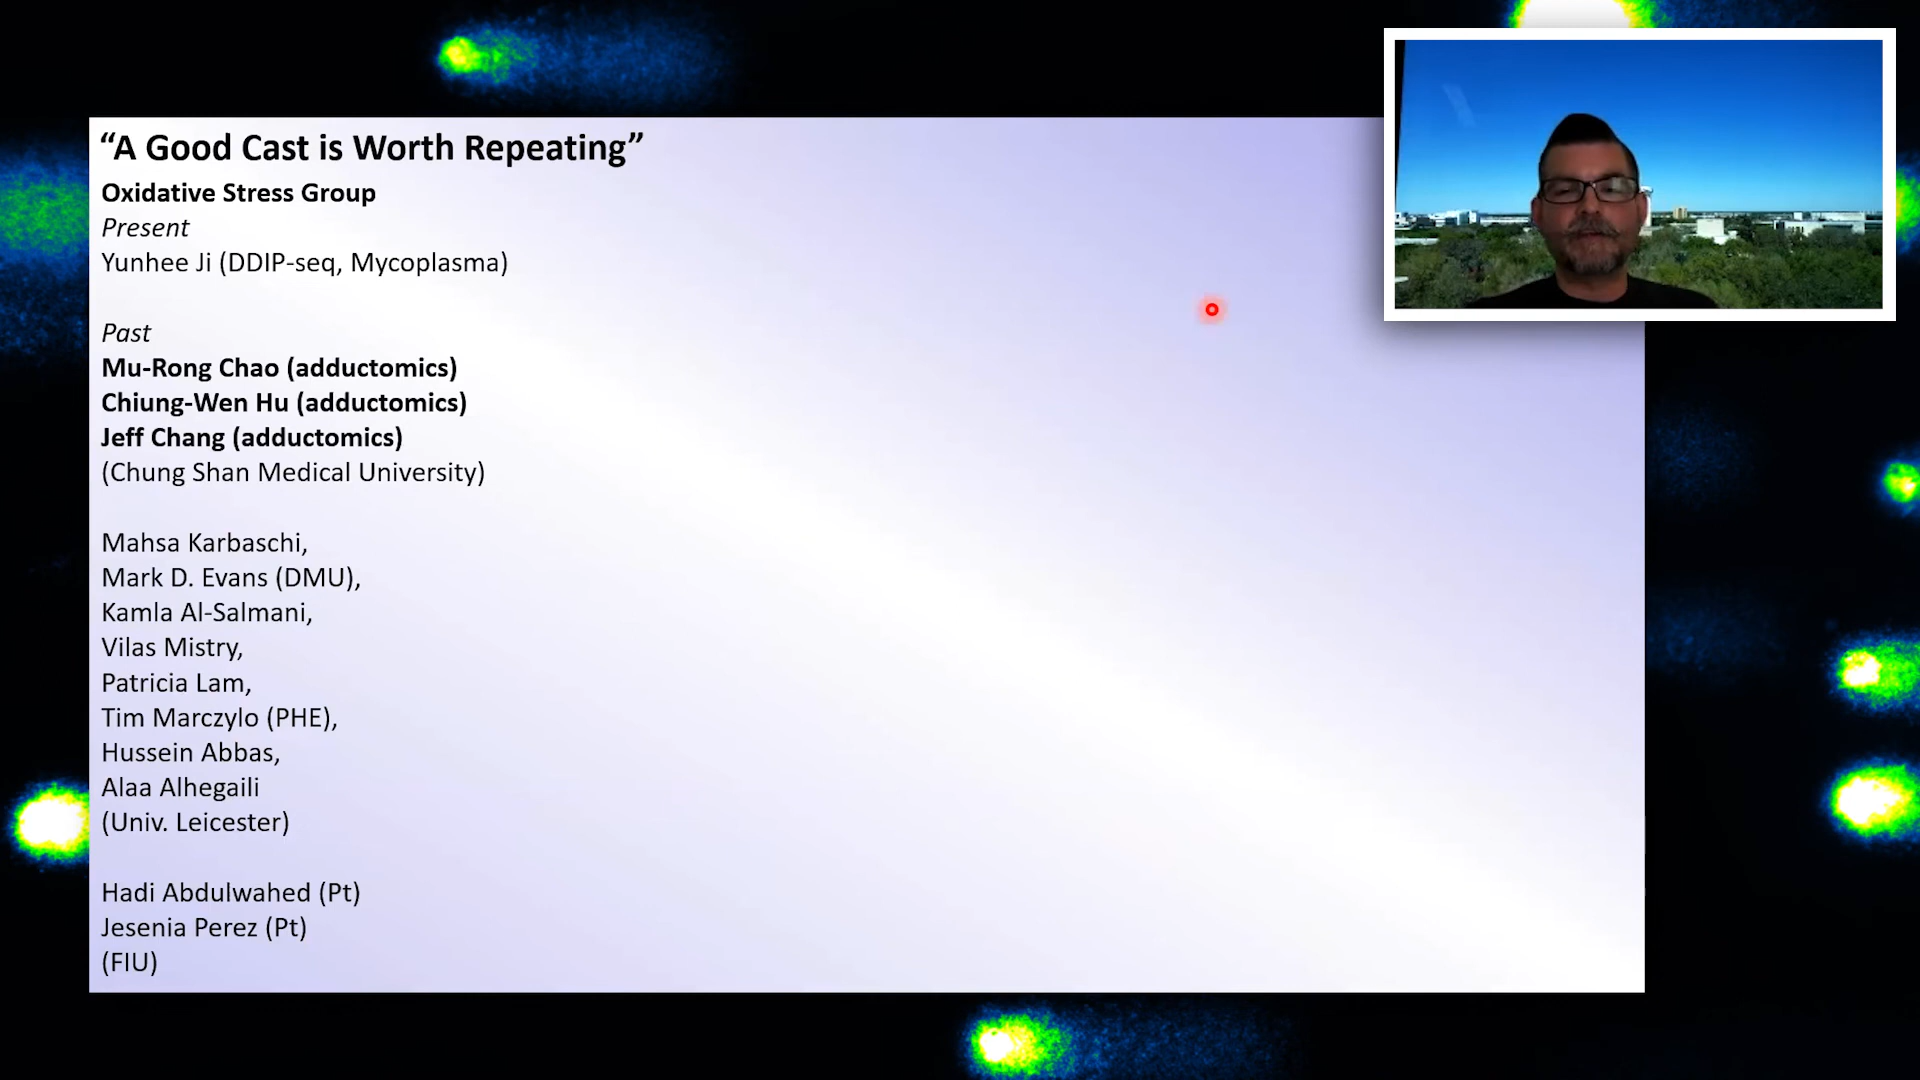 “A Good Cast is Worth Repeating”
Oxidative Stress Group
Present
Yunhee Ji (DDIP-seq, Mycoplasma)
Past
Mu-Rong Chao (adductomics)
Chiung-Wen Hu (adductomics)
Jeff Chang (adductomics)
(Chung Shan Medical University)
Mahsa Karbaschi,
Mark D. Evans (DMU),
Kamla Al-Salmani,
Vilas Mistry,
Patricia Lam,
Tim Marczylo (PHE),
Hussein Abbas,
Alaa Alhegaili
(Univ. Leicester)
Hadi Abdulwahed (Pt)
Jesenia Perez (Pt)
(FIU)